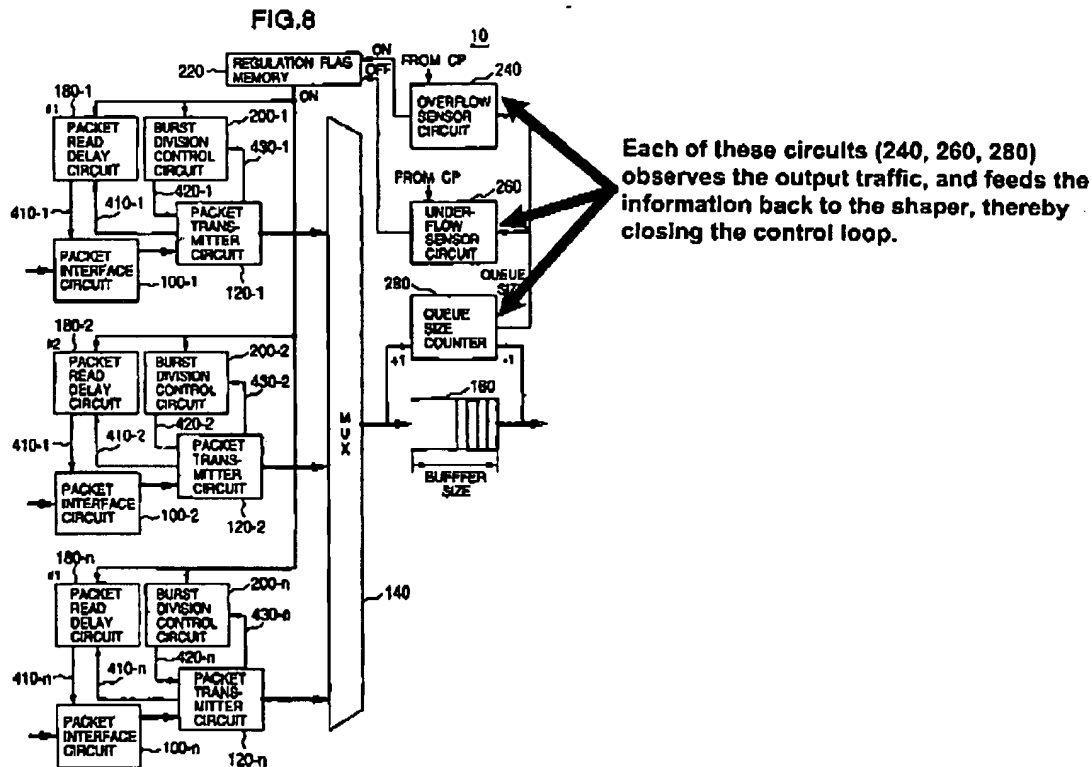 FIG.8
10
ON
FROM CP
240
220
REGULATION FLAG
MEMORY
OFF
OVERFLOW
SENSOR
CIRCUIT
180-1
#1
ON
200-1
PACKET
READ
DELAY
CIRCUIT
BURST
DIVISION
CONTROL
CIRCUIT
430-1
Each of these circuits (240, 260, 280)
observes the output traffic, and feeds the
information back to the shaper, thereby
closing the control loop.
FROM CP
260
UNDER-
FLOW
SENSOR
CIRCUIT
410-1
410-1
420-1
PACKET
TRANS-
MITTER
CIRCUIT
PACKET
INTERFACE
CIRCUIT
100-1
120-1
QUEUE
SIZE
280
QUEUE
SIZE
COUNTER
+1
-1
180-2
#2
200-2
PACKET
READ
DELAY
CIRCUIT
BURST
DIVISION
CONTROL
CIRCUIT
430-2
160
410-1
410-2
420-2
PACKET
TRANS-
MITTER
CIRCUIT
MUX
BUFFFER
SIZE
PACKET
INTERFACE
CIRCUIT
100-2
120-2
180-n
#1
200-n
140
PACKET
READ
DELAY
CIRCUIT
BURST
DIVISION
CONTROL
CIRCUIT
430-n
410-n
410-n
420-n
PACKET
TRANS-
MITTER
CIRCUIT
PACKET
INTERFACE
CIRCUIT
100-n
120-n